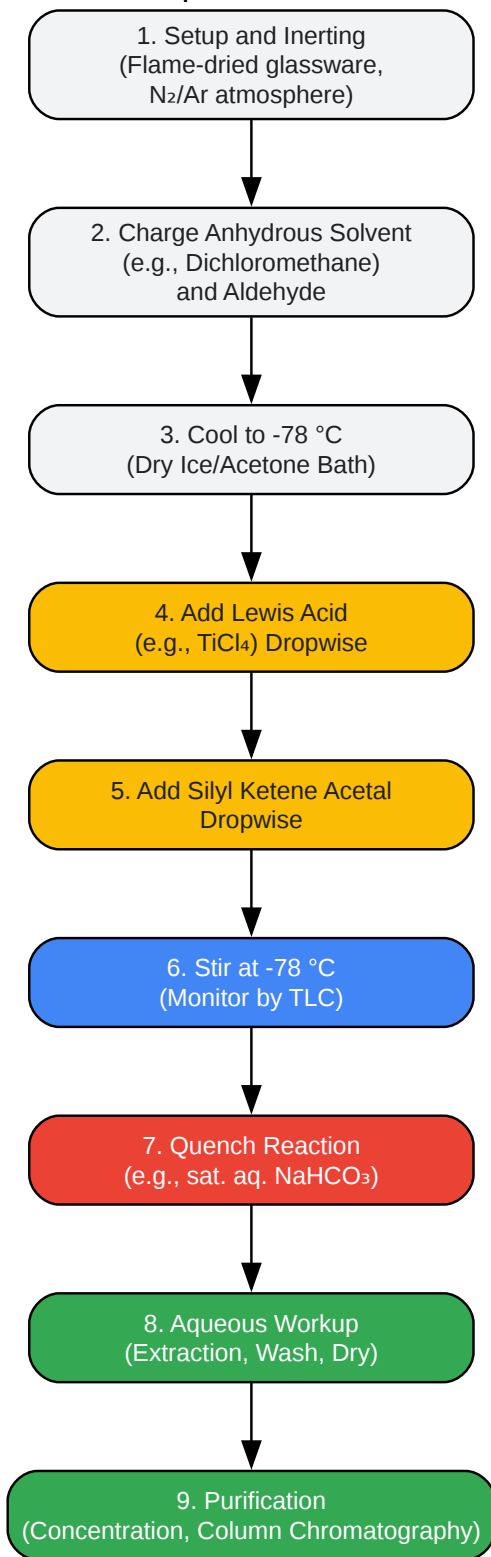 1. Setup and Inerting
(Flame-dried glassware,
N₂/Ar atmosphere)
2. Charge Anhydrous Solvent
(e.g., Dichloromethane)
and Aldehyde
3. Cool to -78 °C
(Dry Ice/Acetone Bath)
4. Add Lewis Acid
(e.g., TiCl₄) Dropwise
5. Add Silyl Ketene Acetal
Dropwise
6. Stir at -78 °C
(Monitor by TLC)
7. Quench Reaction
(e.g., sat. aq. NaHCO₃)
8. Aqueous Workup
(Extraction, Wash, Dry)
9. Purification
(Concentration, Column Chromatography)